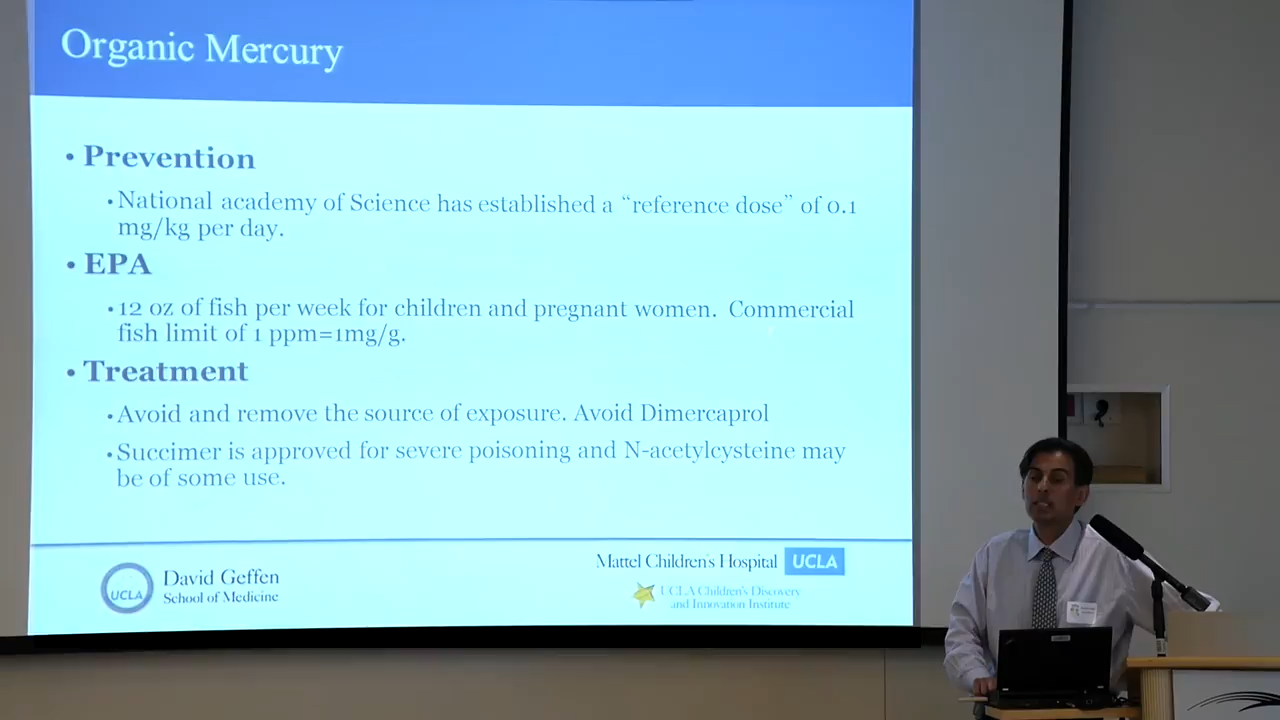 Organic Mercury
• Prevention
• National academy of Science has established a “reference dose” of 0.1
mg/kg per day.
• EPA
• 12 oz of fish per week for children and pregnant women.  Commercial
fish limit of 1 ppm=1mg/g.
• Treatment
• Avoid and remove the source of exposure. Avoid Dimercaprol
• Succimer is approved for severe poisoning and N-acetylcysteine may
be of some use.
UCLA
David Geffen
School of Medicine
Mattel Children's Hospital UCLA
UCLA Children's Discovery
and Innovation Institute